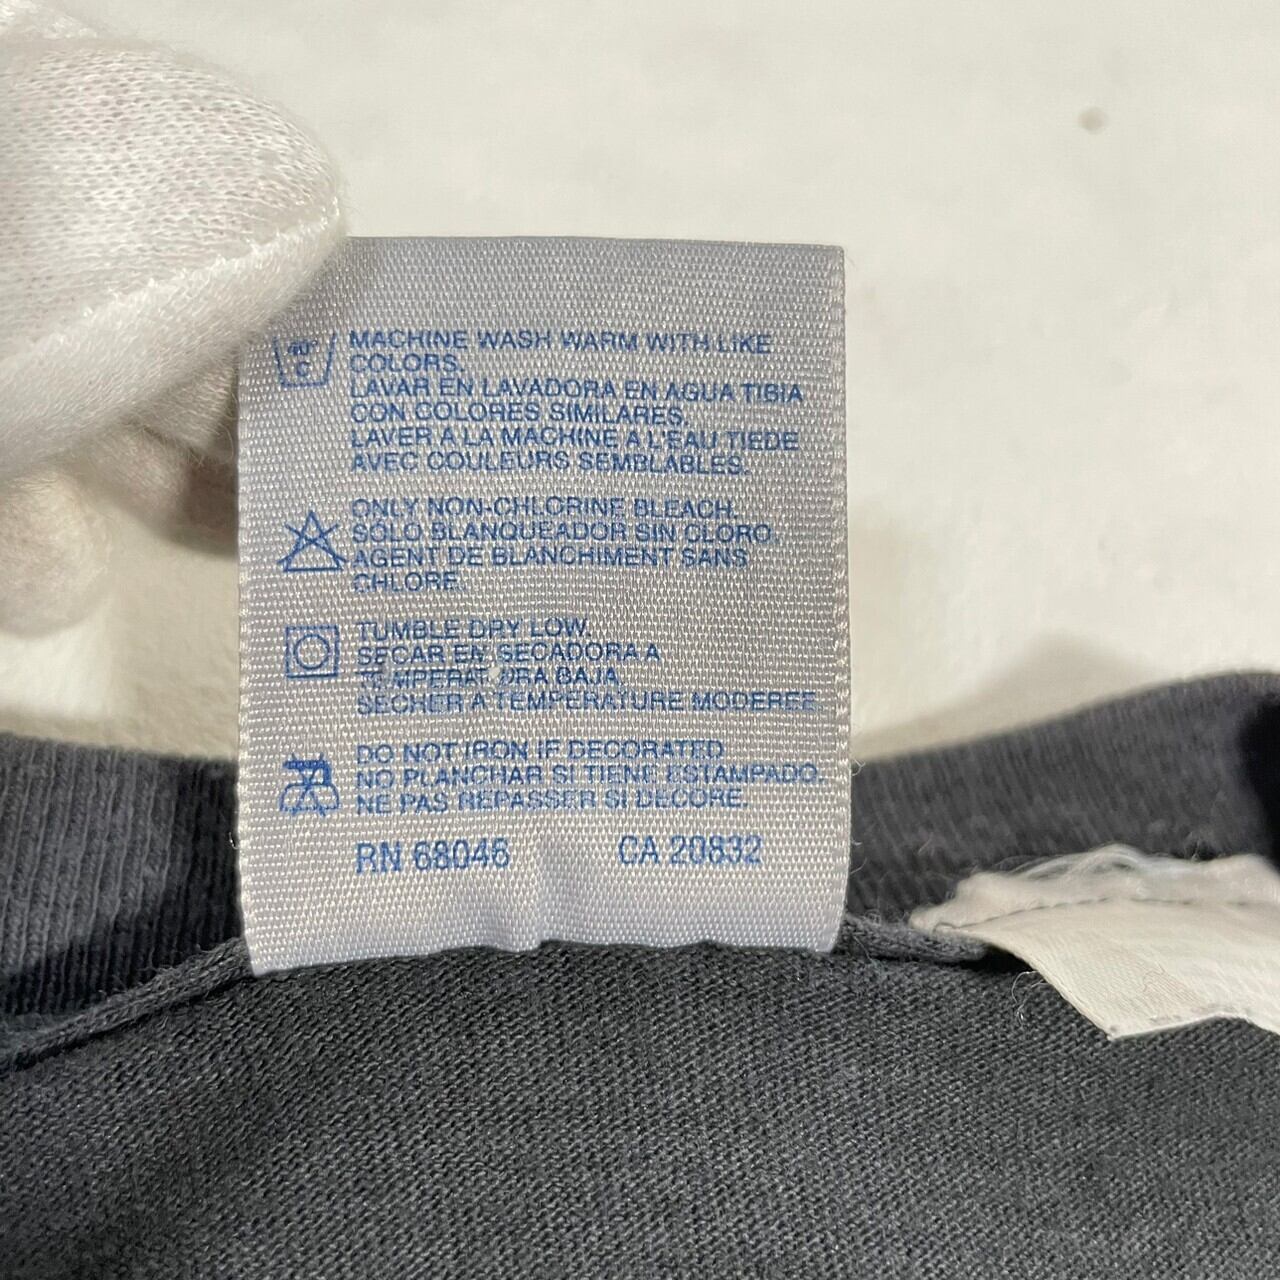 40°
C
MACHINE WASH WARM WITH LIKE
COLORS.
LAVAR EN LAVADORA EN AGUA TIBIA
CON COLORES SIMILARES.
LAVER A LA MACHINE A L'EAU TIEDE
AVEC COULEURS SEMBLABLES.
ONLY NON-CHLORINE BLEACH.
SOLO BLANQUEADOR SIN CLORO.
AGENT DE BLANCHIMENT SANS
CHLORE.
TUMBLE DRY LOW.
SECAR EN SECADORA A
TEMPERATURA BAJA
SECHER A TEMPERATURE MODEREE
DO NOT IRON IF DECORATED
NO PLANCHAR SI TIENE ESTAMPADO.
NE PAS REPASSER SI DECORE.
RN 68046 CA 20832